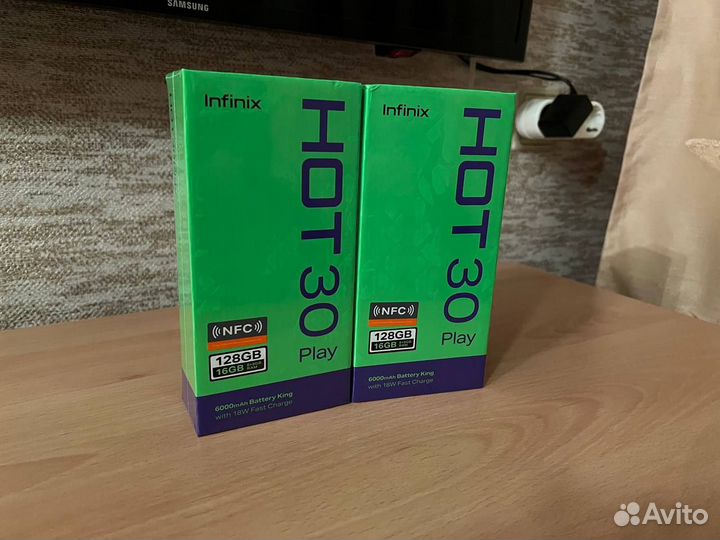 SAMSUNG
Infinix
HOT 30
Play
NFC
128GB
16GB
6000mAh Battery King
with 18W Fast Charge
Infinix
HOT 30
Play
NFC
128GB
16GB
6000mAh Battery King
with 18W Fast Charge
Avito